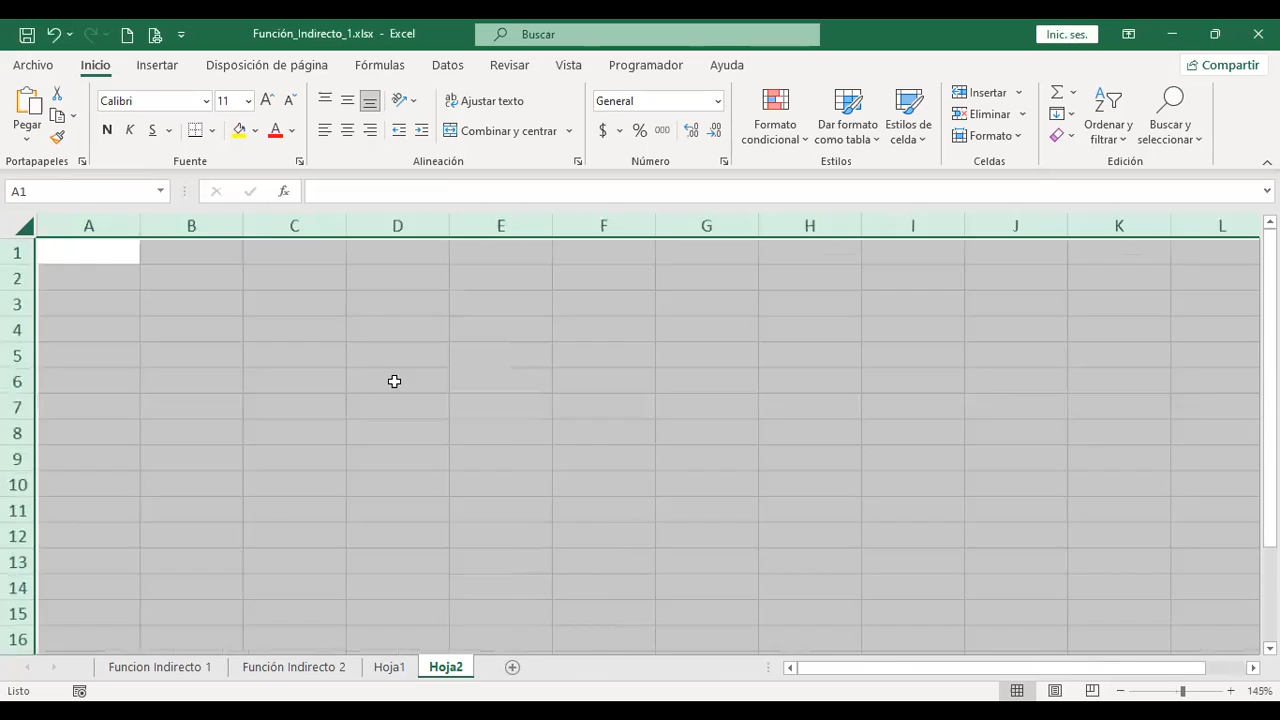 Función_Indirecto_1.xlsx - Excel
Buscar
Inic. ses.
Archivo Inicio Insertar Disposición de página Fórmulas Datos Revisar Vista Programador Ayuda Compartir
Calibri 11 Ajustar texto General Insertar
Pegar N K S A Combinar y centrar $ % 000 Formato condicional Dar formato como tabla Estilos de celda Eliminar Formato Ordenar y filtrar Buscar y seleccionar
Portapapeles Fuente Alineación Número Estilos Celdas Edición
A1 fx
A B C D E F G H I J K L
1
2
3
4
5
6
7
8
9
10
11
12
13
14
15
16
Funcion Indirecto 1 Función Indirecto 2 Hoja1 Hoja2
Listo 145%